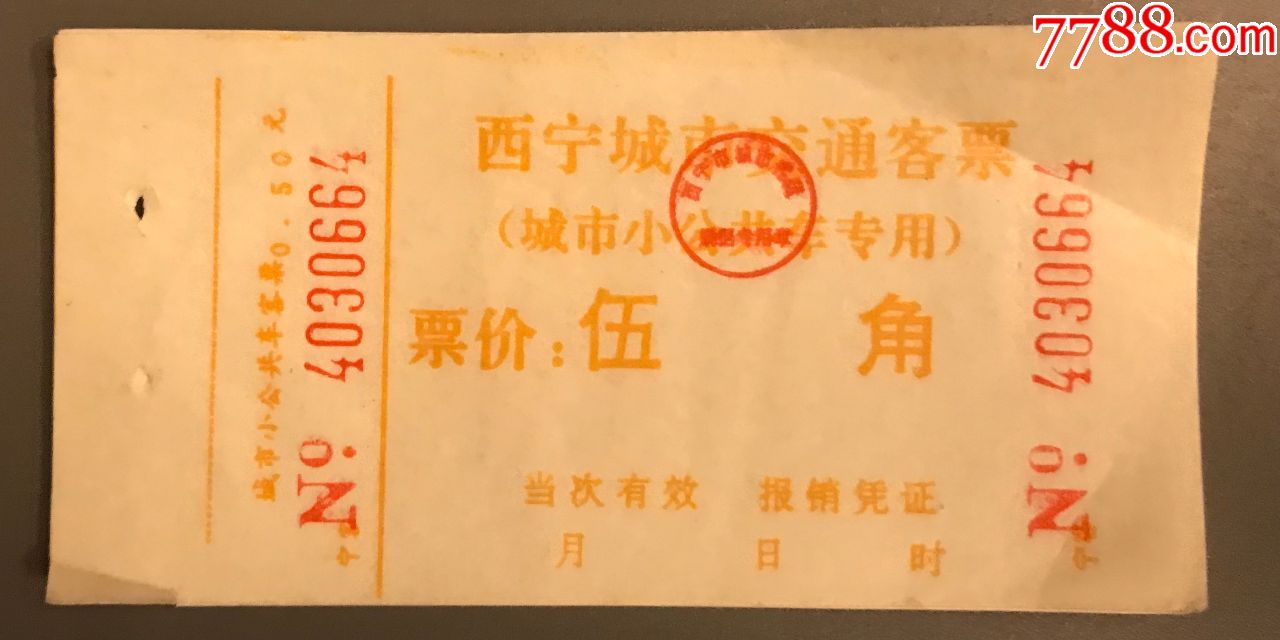 7788.com
城市小公共车客票0.50元
No: 4030664
西宁城市交通客票
（城市小公共车专用）
票价：伍 角
当次有效 报销凭证
月 日 时
No: 4030664